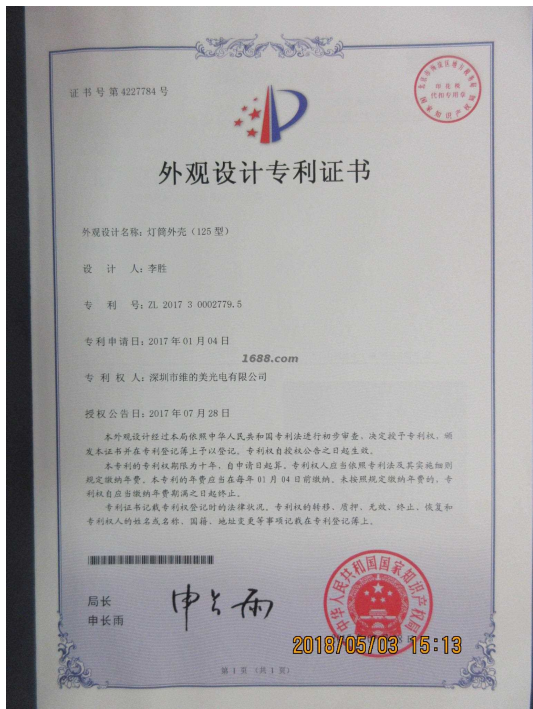 证书号第4227784号
外观设计专利证书
外观设计名称：灯筒外壳（125型）
设计人：李胜
专利号：ZL 2017 3 0002779.5
专利申请日：2017年01月04日
1688.com
专利权人：深圳市维的美光电有限公司
授权公告日：2017年07月28日
本外观设计经过本局依照中华人民共和国专利法进行初步审查，决定授予专利权，颁
发本证书并在专利登记簿上予以登记。专利权自授权公告之日起生效。
本专利的专利权期限为十年，自申请日起算。专利权人应当依照专利法及其实施细则
规定缴纳年费。本专利的年费应当在每年01月04日前缴纳。未按照规定缴纳年费的，专
利权自应当缴纳年费期满之日起终止。
专利证书记载专利权登记时的法律状况。专利权的转移、质押、无效、终止、恢复和
专利权人的姓名或名称、国籍、地址变更等事项记载在专利登记簿上。
局长
申长雨
申长雨
中华人民共和国国家知识产权局
2018/05/03 15:13
第1页（共1页）